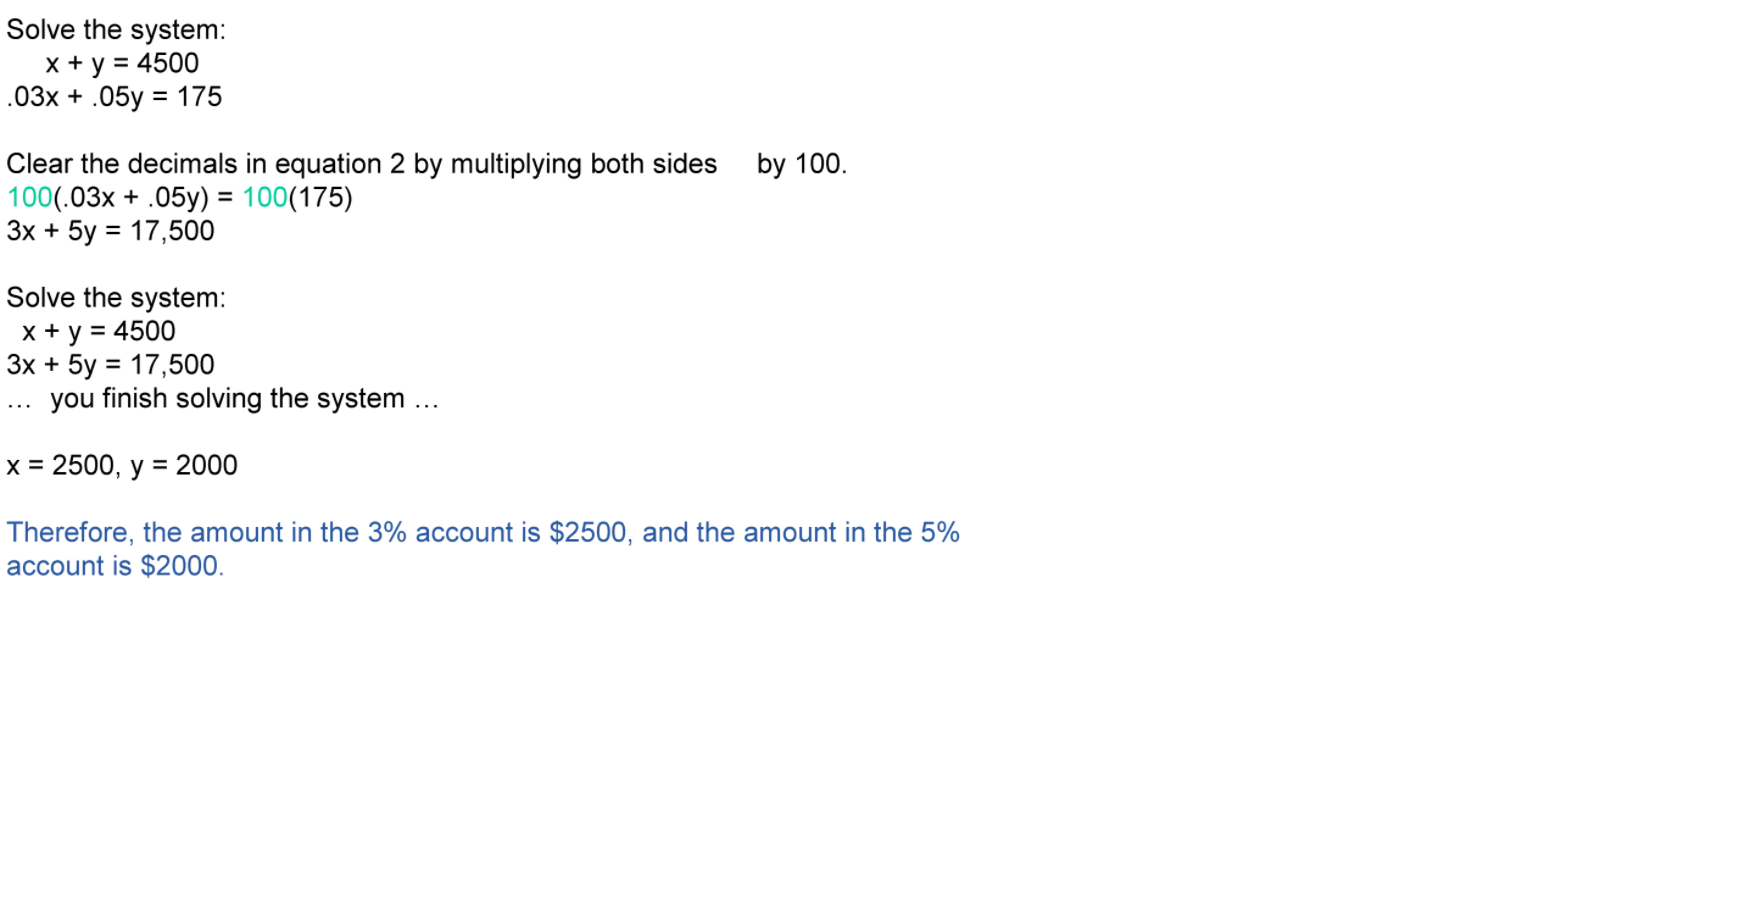 Solve the system:
x + y = 4500
.03x + .05y = 175
Clear the decimals in equation 2 by multiplying both sides by 100.
100(.03x + .05y) = 100(175)
3x + 5y = 17,500
Solve the system:
x + y = 4500
3x + 5y = 17,500
… you finish solving the system …
x = 2500, y = 2000
Therefore, the amount in the 3% account is $2500, and the amount in the 5%
account is $2000.